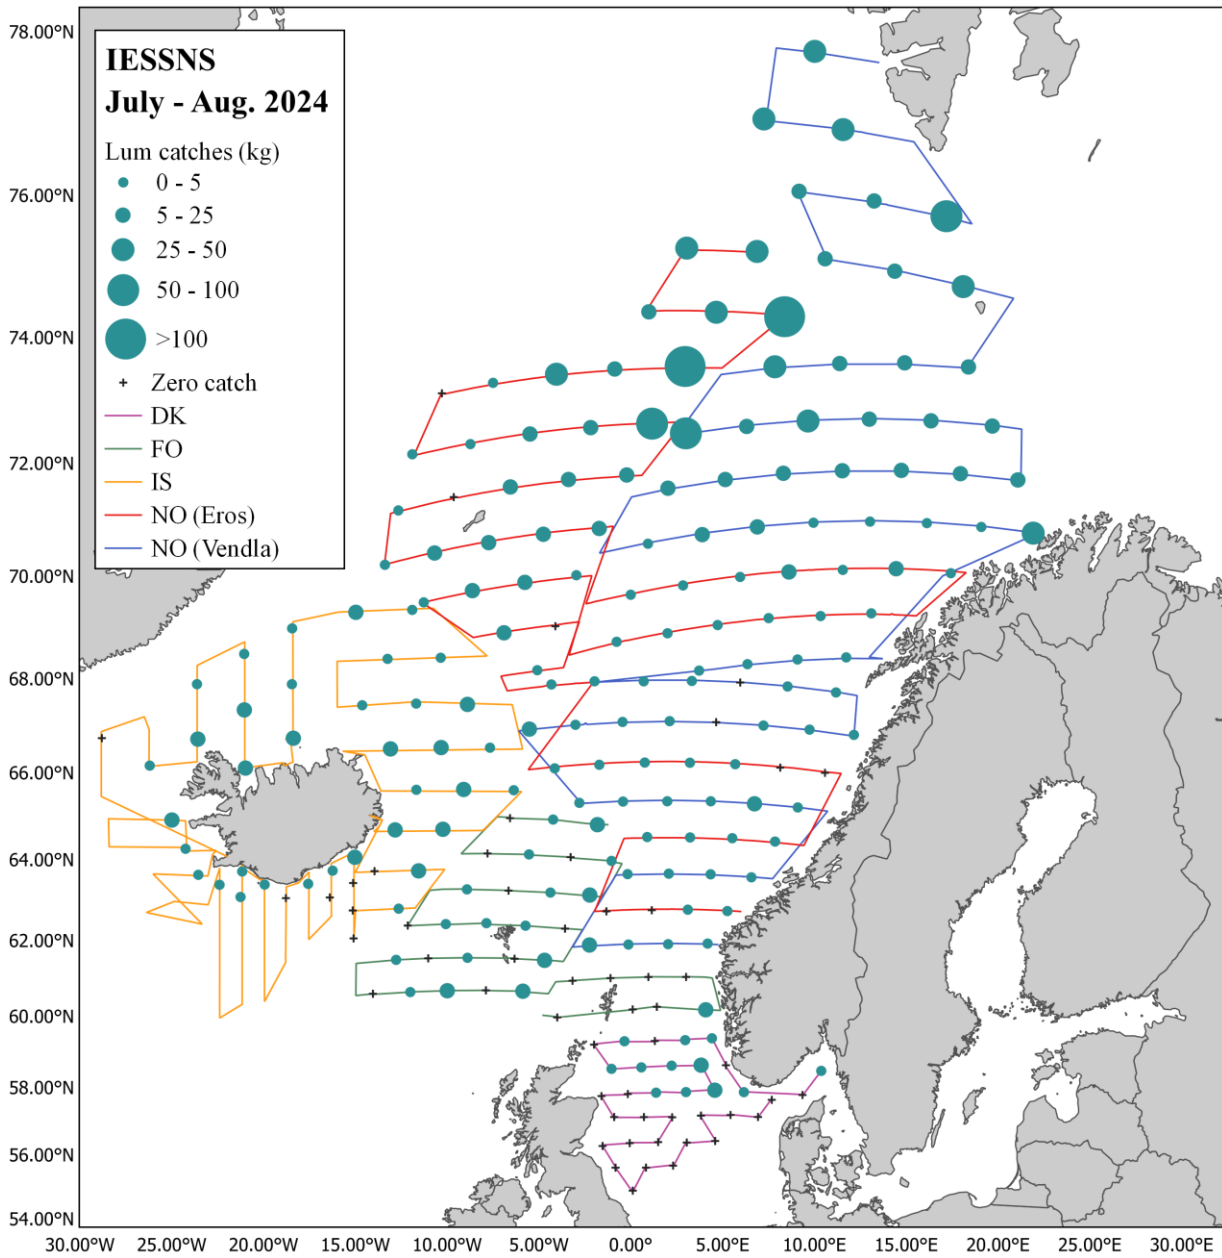 IESSNS
July - Aug. 2024
Lum catches (kg)
0 - 5
5 - 25
25 - 50
50 - 100
>100
Zero catch
DK
FO
IS
NO (Eros)
NO (Vendla)
78.00°N
76.00°N
74.00°N
72.00°N
70.00°N
68.00°N
66.00°N
64.00°N
62.00°N
60.00°N
58.00°N
56.00°N
54.00°N
30.00°W 25.00°W 20.00°W 15.00°W 10.00°W 5.00°W 0.00°E 5.00°E 10.00°E 15.00°E 20.00°E 25.00°E 30.00°E